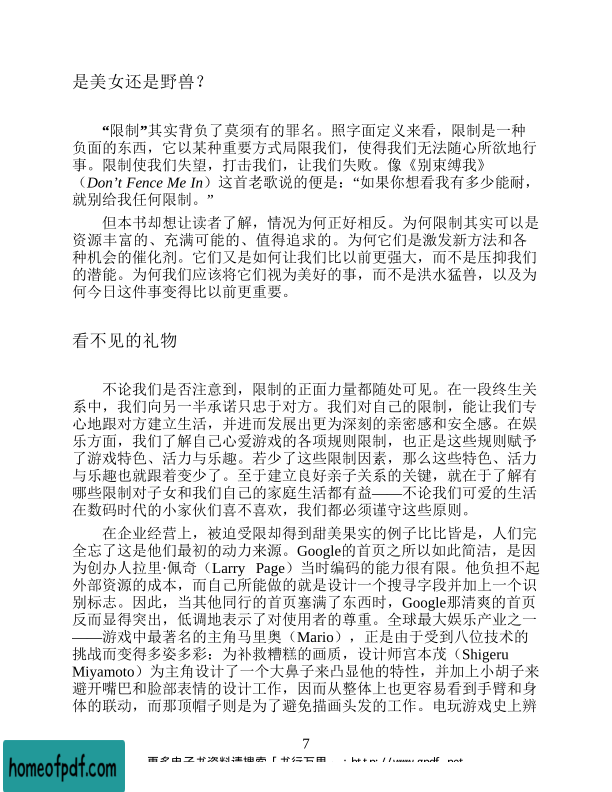 是美女还是野兽？
“限制”其实背负了莫须有的罪名。照字面定义来看，限制是一种
负面的东西，它以某种重要方式局限我们，使得我们无法随心所欲地行
事。限制使我们失望，打击我们，让我们失败。像《别束缚我》
（Don’t Fence Me In）这首老歌说的便是：“如果你想看我有多少能耐，
就别给我任何限制。”
但本书却想让读者了解，情况为何正好相反。为何限制其实可以是
资源丰富的、充满可能的、值得追求的。为何它们是激发新方法和各
种机会的催化剂。它们又是如何让我们比以前更强大，而不是压抑我们
的潜能。为何我们应该将它们视为美好的事，而不是洪水猛兽，以及为
何今日这件事变得比以前更重要。
看不见的礼物
不论我们是否注意到，限制的正面力量都随处可见。在一段终生关
系中，我们向另一半承诺只忠于对方。我们对自己的限制，能让我们专
心地跟对方建立生活，并进而发展出更为深刻的亲密感和安全感。在娱
乐方面，我们了解自己心爱游戏的各项规则限制，也正是这些规则赋予
了游戏特色、活力与乐趣。若少了这些限制因素，那么这些特色、活力
与乐趣也就跟着变少了。至于建立良好亲子关系的关键，就在于了解有
哪些限制对子女和我们自己的家庭生活都有益——不论我们可爱的生活
在数码时代的小家伙们喜不喜欢，我们都必须谨守这些原则。
在企业经营上，被迫受限却得到甜美果实的例子比比皆是，人们完
全忘了这是他们最初的动力来源。Google的首页之所以如此简洁，是因
为创办人拉里·佩奇（Larry Page）当时编码的能力很有限。他负担不起
外部资源的成本，而自己所能做的就是设计一个搜寻字段并加上一个识
别标志。因此，当其他同行的首页塞满了东西时，Google那清爽的首页
反而显得突出，低调地表示了对使用者的尊重。全球最大娱乐产业之一
——游戏中最著名的主角马里奥（Mario），正是由于受到八位技术的
挑战而变得多姿多彩：为补救糟糕的画质，设计师宫本茂（Shigeru
Miyamoto）为主角设计了一个大鼻子来凸显他的特性，并加上小胡子来
避开嘴巴和脸部表情的设计工作，因而从整体上也更容易看到手臂和身
体的联动，而那顶帽子则是为了避免描画头发的工作。电玩游戏史上辨
7
homeofpdf.com